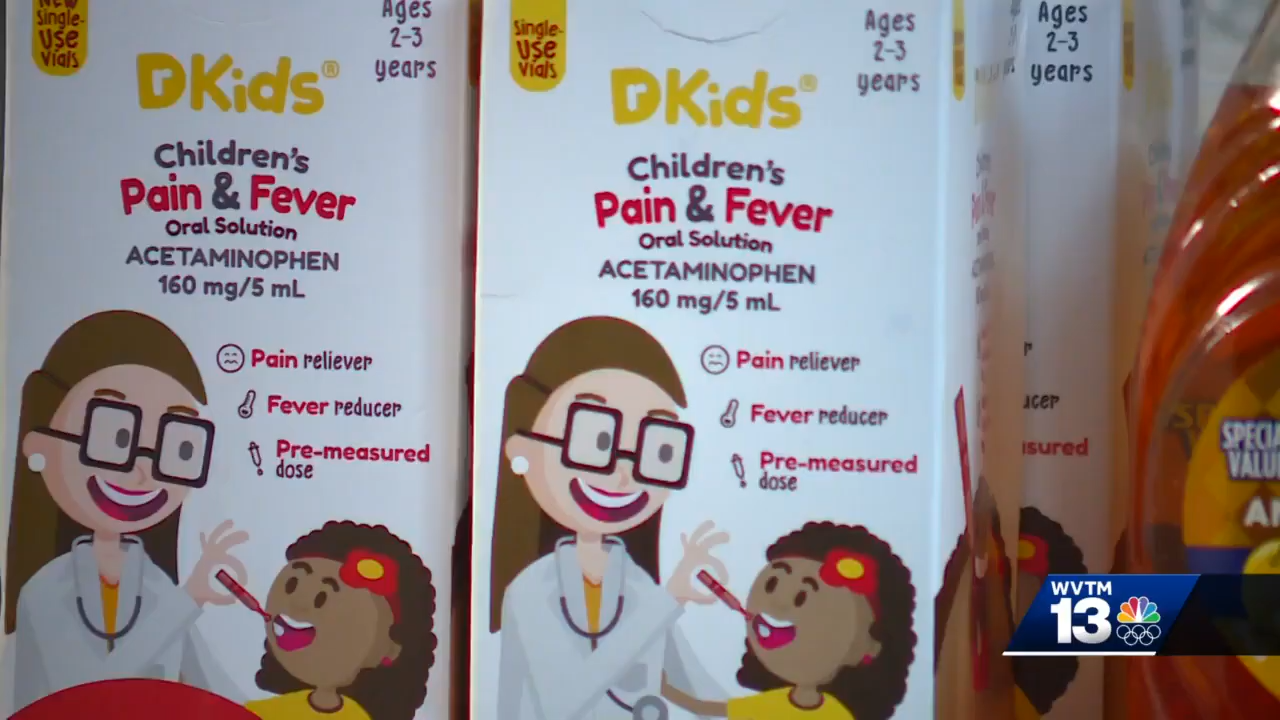 NEW
Single-
Use
Vials
Ages
2-3
years
DKids®
Children's
Pain & Fever
Oral Solution
ACETAMINOPHEN
160 mg/5 mL
Pain reliever
Fever reducer
Pre-measured
dose
Single-
Use
Vials
Ages
2-3
years
DKids®
Children's
Pain & Fever
Oral Solution
ACETAMINOPHEN
160 mg/5 mL
Pain reliever
Fever reducer
Pre-measured
dose
Ages
2-3
years
WVTM
13